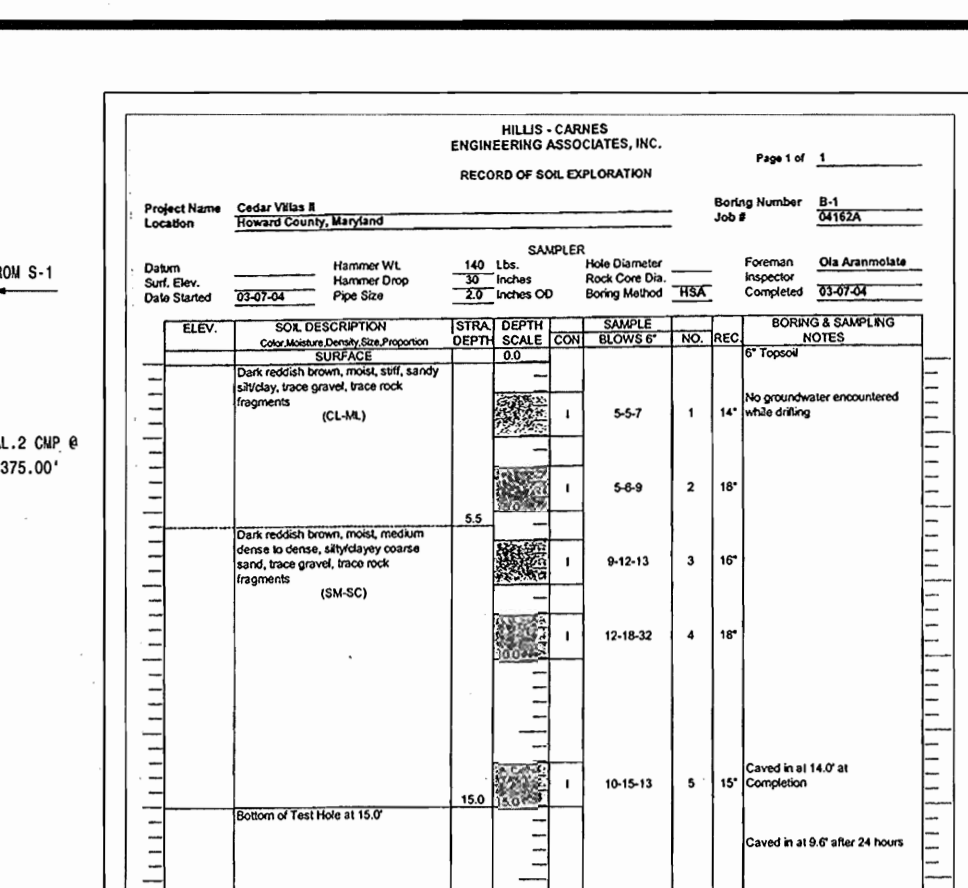 HILLIS - CARNES
ENGINEERING ASSOCIATES, INC.
Page 1 of 1
RECORD OF SOIL EXPLORATION
Project Name Cedar Villas II Boring Number B-1
Location Howard County, Maryland Job # 04162A
SAMPLER
Datum Hammer Wt. 140 Lbs. Hole Diameter Foreman Ola Aranmolate
Surf. Elev. Hammer Drop 30 Inches Rock Core Dia. Inspector
Date Started 03-07-04 Pipe Size 2.0 Inches OD Boring Method HSA Completed 03-07-04
ROM S-1
ELEV. SOIL DESCRIPTION STRA. DEPTH SAMPLE BORING & SAMPLING
Color,Moisture,Density,Size,Proportion DEPTH SCALE CON BLOWS 6" NO. REC. NOTES
SURFACE 0.0 6" Topsoil
Dark reddish brown, moist, stiff, sandy
silt/clay, trace gravel, trace rock
fragments
(CL-ML) I 5-5-7 1 14"
No groundwater encountered
while drilling
L.2 CMP @
375.00'
5.0 I 5-6-9 2 18"
5.5
Dark reddish brown, moist, medium
dense to dense, silty/clayey coarse
sand, trace gravel, trace rock
fragments
I 9-12-13 3 16"
(SM-SC)
10.0 I 12-18-32 4 18"
15.0 15.0 I 10-15-13 5 15"
Caved in at 14.0' at
Completion
Bottom of Test Hole at 15.0'
Caved in at 9.6' after 24 hours